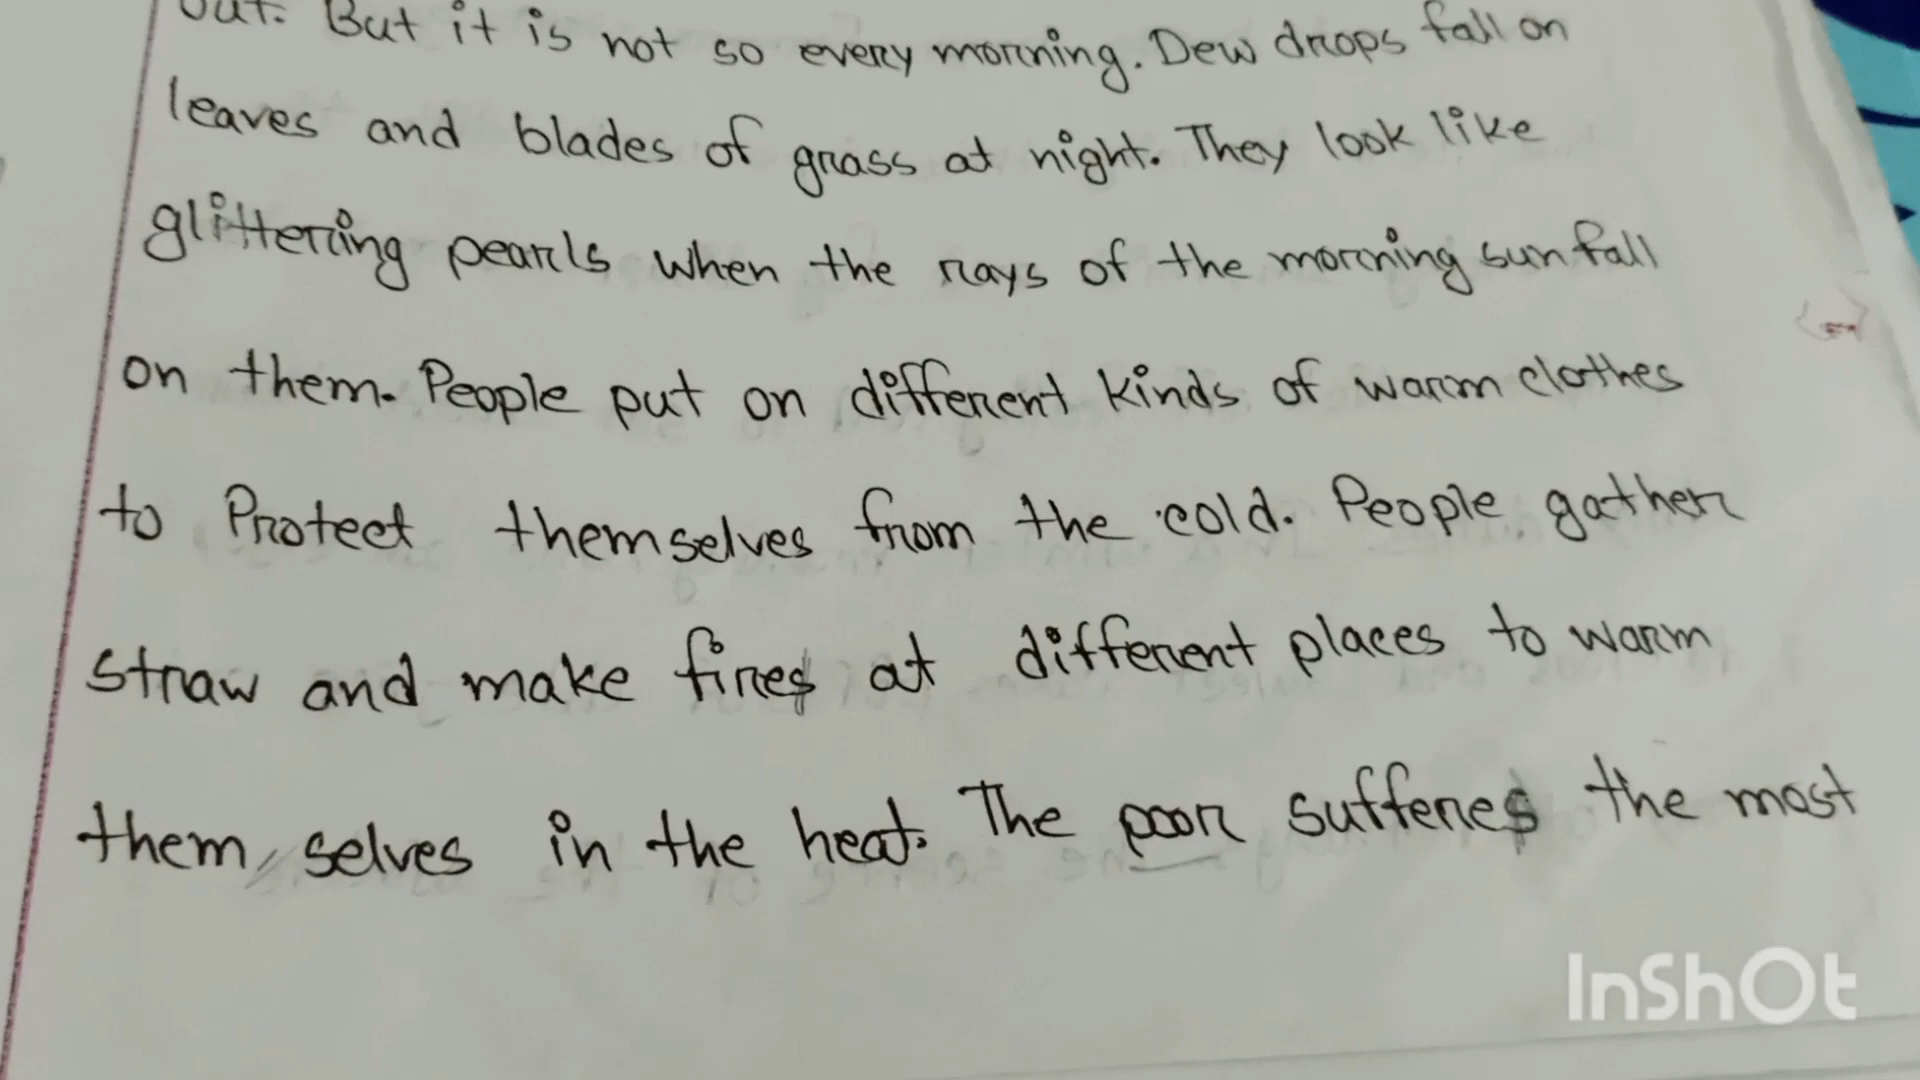 out. But it is not so every morning. Dew drops fall on
leaves and blades of grass at night. They look like
glittering pearls when the rays of the morning sun fall
on them. People put on different kinds of warm clothes
to Protect themselves from the cold. People gather
straw and make fires at different places to warm
them, selves in the heat. The poor sufferes the most
InShOt